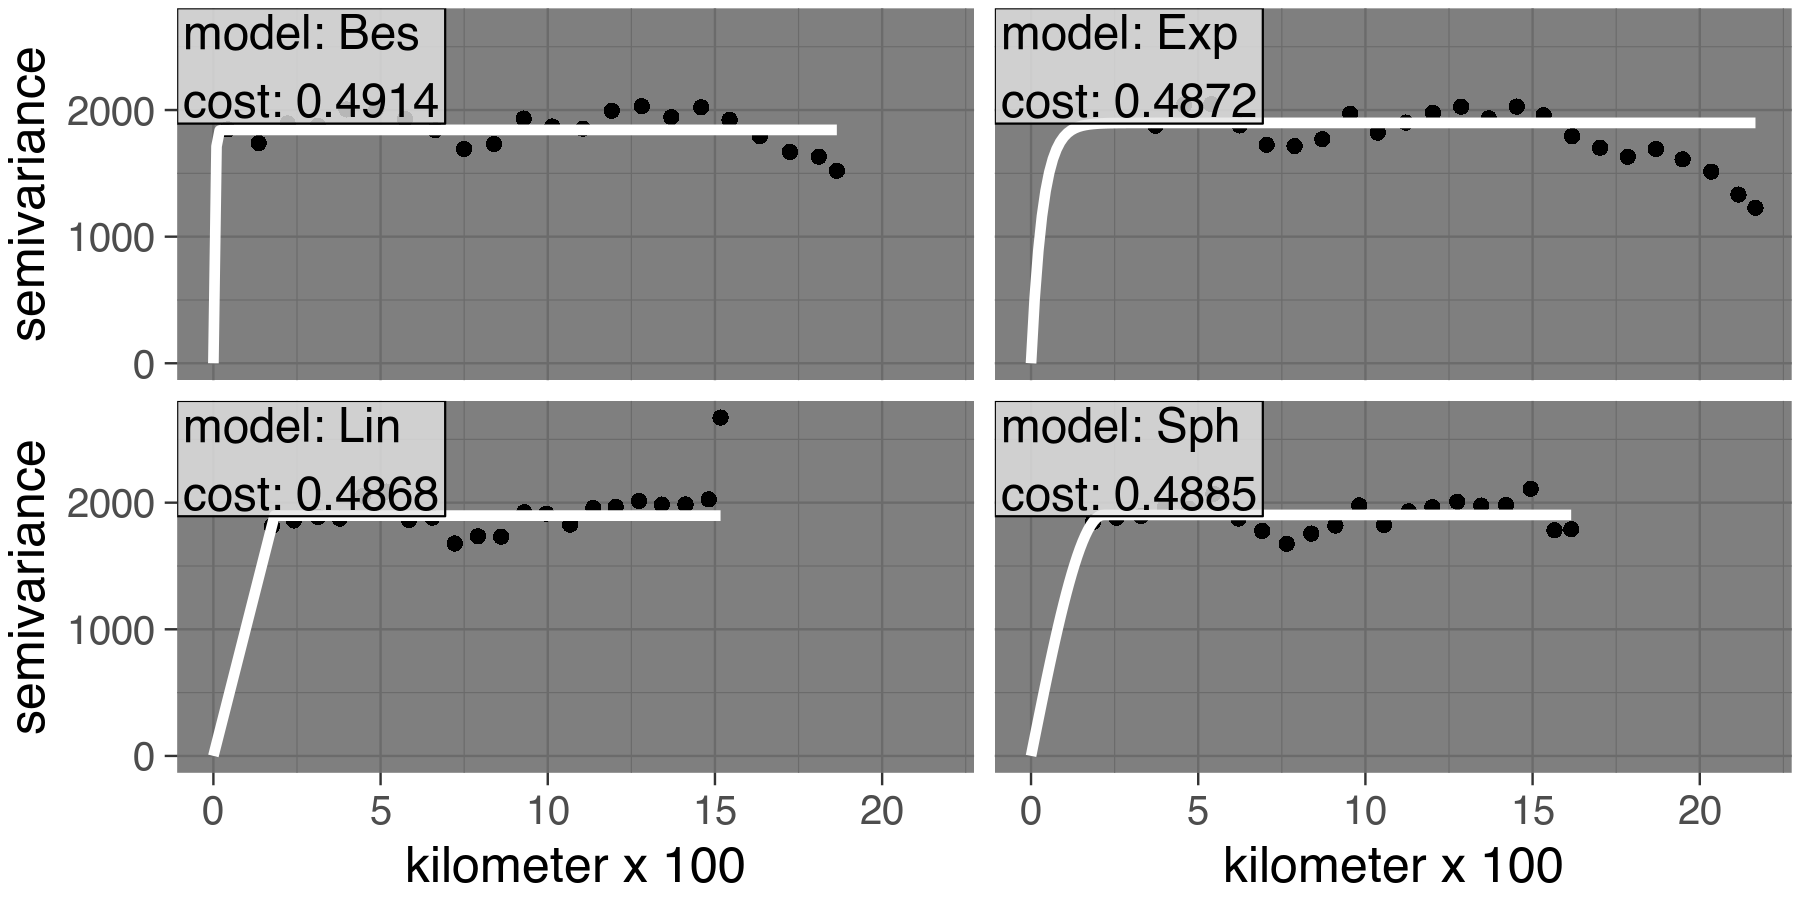 model: Bes
cost: 0.4914
model: Exp
cost: 0.4872
semivariance
2000
1000
0
model: Lin
cost: 0.4868
model: Sph
cost: 0.4885
semivariance
2000
1000
0
0 5 10 15 20
0 5 10 15 20
kilometer x 100
kilometer x 100